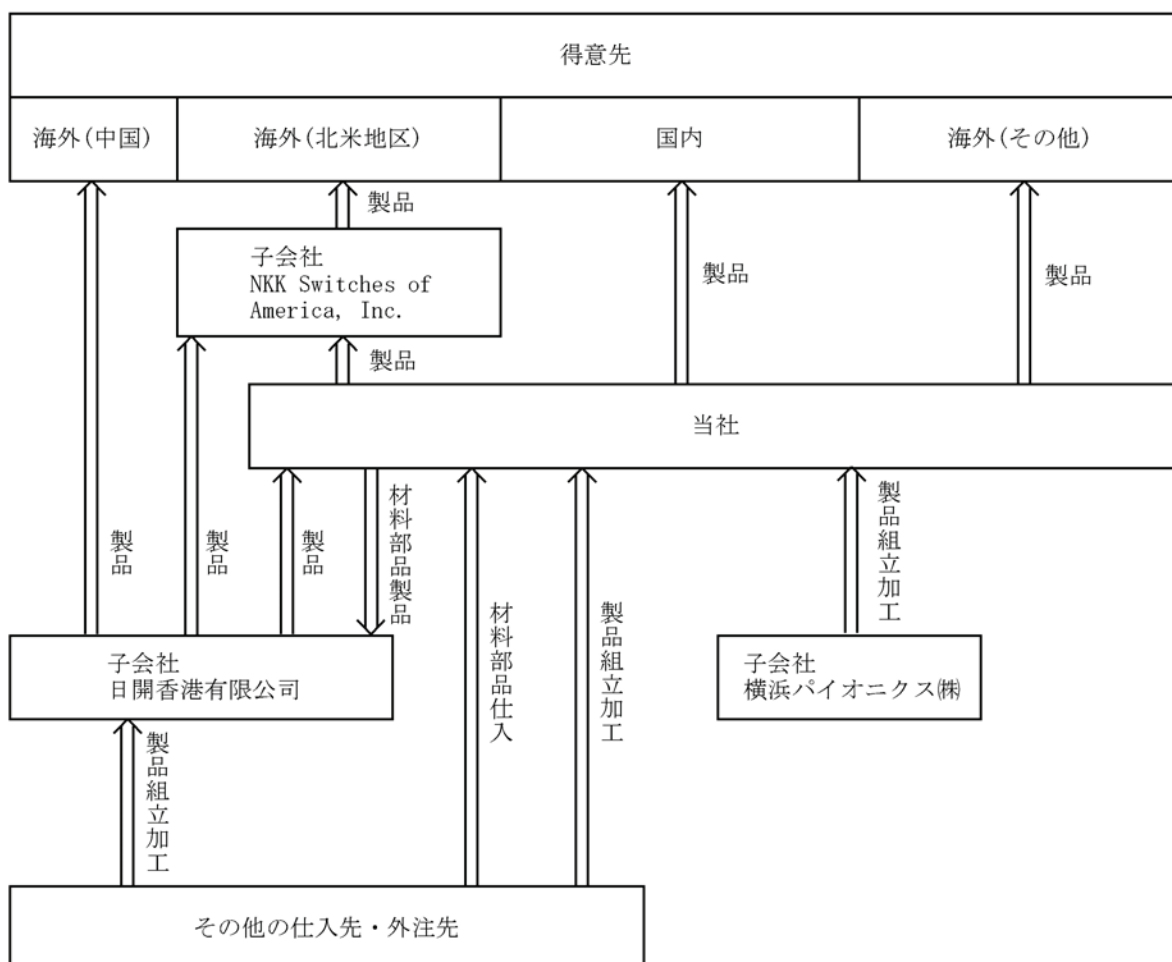 得意先
海外(中国)
海外(北米地区)
国内
海外(その他)
製品
子会社
NKK Switches of
America, Inc.
製品
製品
製品
当社
製品
製品
製品
材料部品製品
材料部品仕入
製品組立加工
製品組立加工
子会社
日開香港有限公司
子会社
横浜パイオニクス㈱
製品組立加工
その他の仕入先・外注先